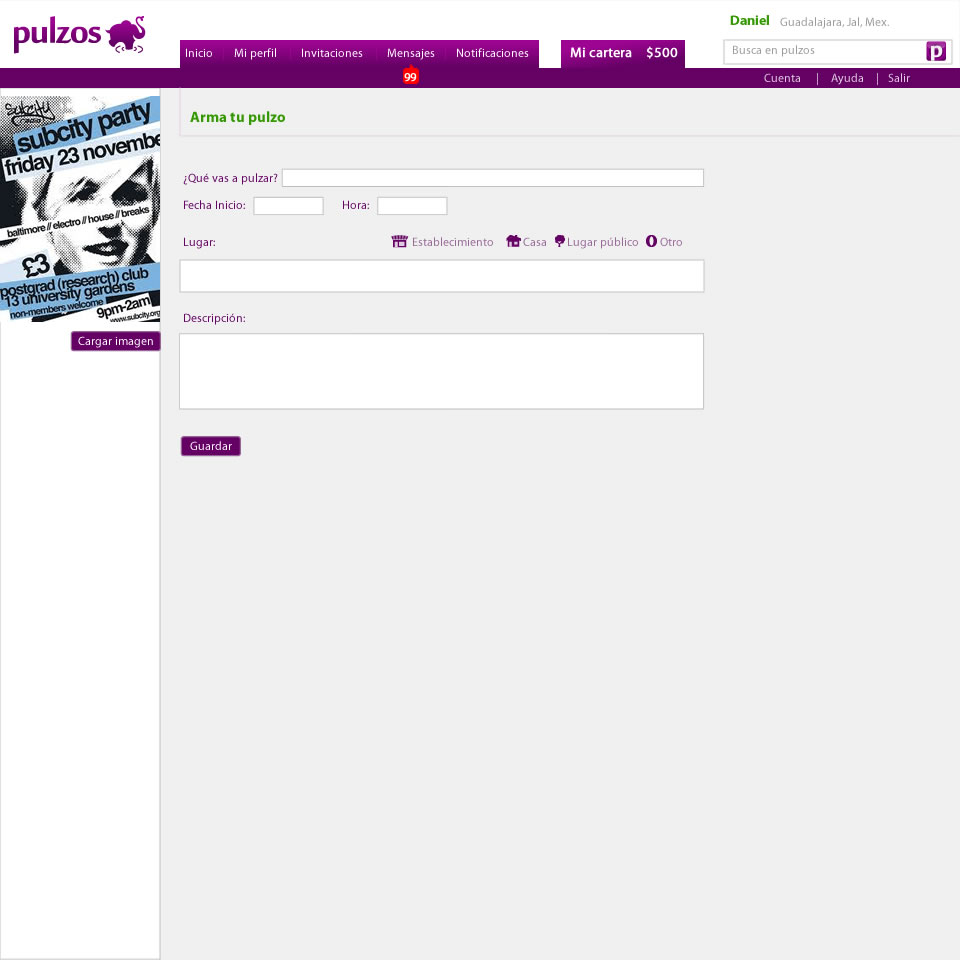 pulzos
Daniel Guadalajara, Jal, Mex.
Inicio Mi perfil Invitaciones Mensajes Notificaciones Mi cartera $500 Busca en pulzos p
99 Cuenta | Ayuda | Salir
subcity
subcity party
friday 23 novembe
baltimore // electro // house // breaks
£3
postgrad (research) club
13 university gardens
non-members welcome 9pm-2am
www.subcity.org
Cargar imagen
Arma tu pulzo
¿Qué vas a pulzar?
Fecha Inicio: Hora:
Lugar: Establecimiento Casa Lugar público Otro
Descripción:
Guardar